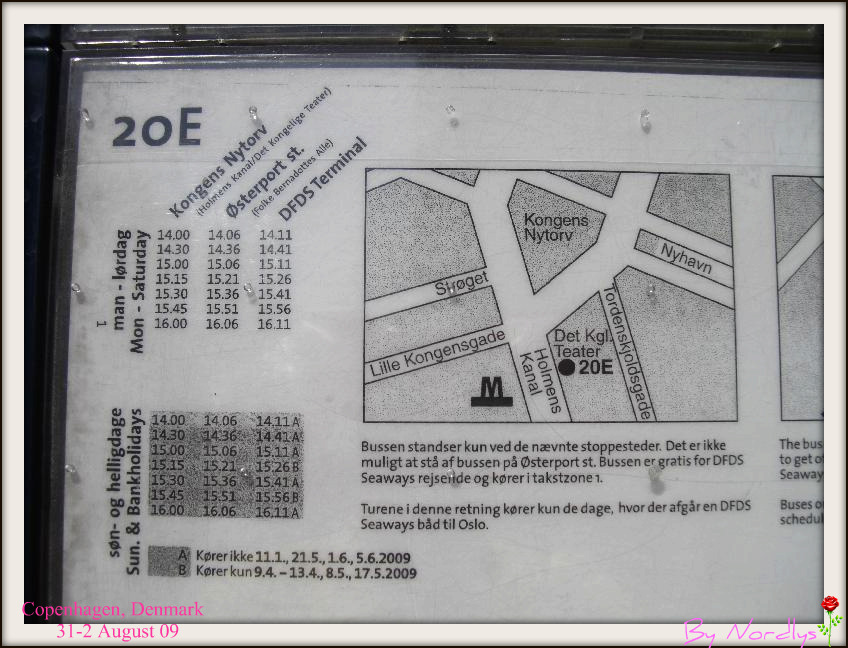 20E
Kongens Nytorv
(Holmens Kanal/Det Kongelige Teater)
Østerport st.
(Folke Bernadottes Allé)
DFDS Terminal
man - lørdag
Mon - Saturday
1
14.00 14.06 14.11
14.30 14.36 14.41
15.00 15.06 15.11
15.15 15.21 15.26
15.30 15.36 15.41
15.45 15.51 15.56
16.00 16.06 16.11
søn- og helligdage
Sun. & Bankholidays
14.00 14.06 14.11 A
14.30 14.36 14.41 A
15.00 15.06 15.11 A
15.15 15.21 15.26 B
15.30 15.36 15.41 A
15.45 15.51 15.56 B
16.00 16.06 16.11 A
A Kører ikke 11.1., 21.5., 1.6., 5.6.2009
B Kører kun 9.4. – 13.4., 8.5., 17.5.2009
Kongens
Nytorv
Nyhavn
Strøget
Tordenskjoldsgade
Lille Kongensgade
Holmens
Kanal
Det Kgl.
Teater
20E
M
Bussen standser kun ved de nævnte stoppesteder. Det er ikke
muligt at stå af bussen på Østerport st. Bussen er gratis for DFDS
Seaways rejsende og kører i takstzone 1.
Turene i denne retning kører kun de dage, hvor der afgår en DFDS
Seaways båd til Oslo.
The bus
to get o
Seaway
Buses o
schedul
Copenhagen, Denmark
31-2 August 09
By Nordlys